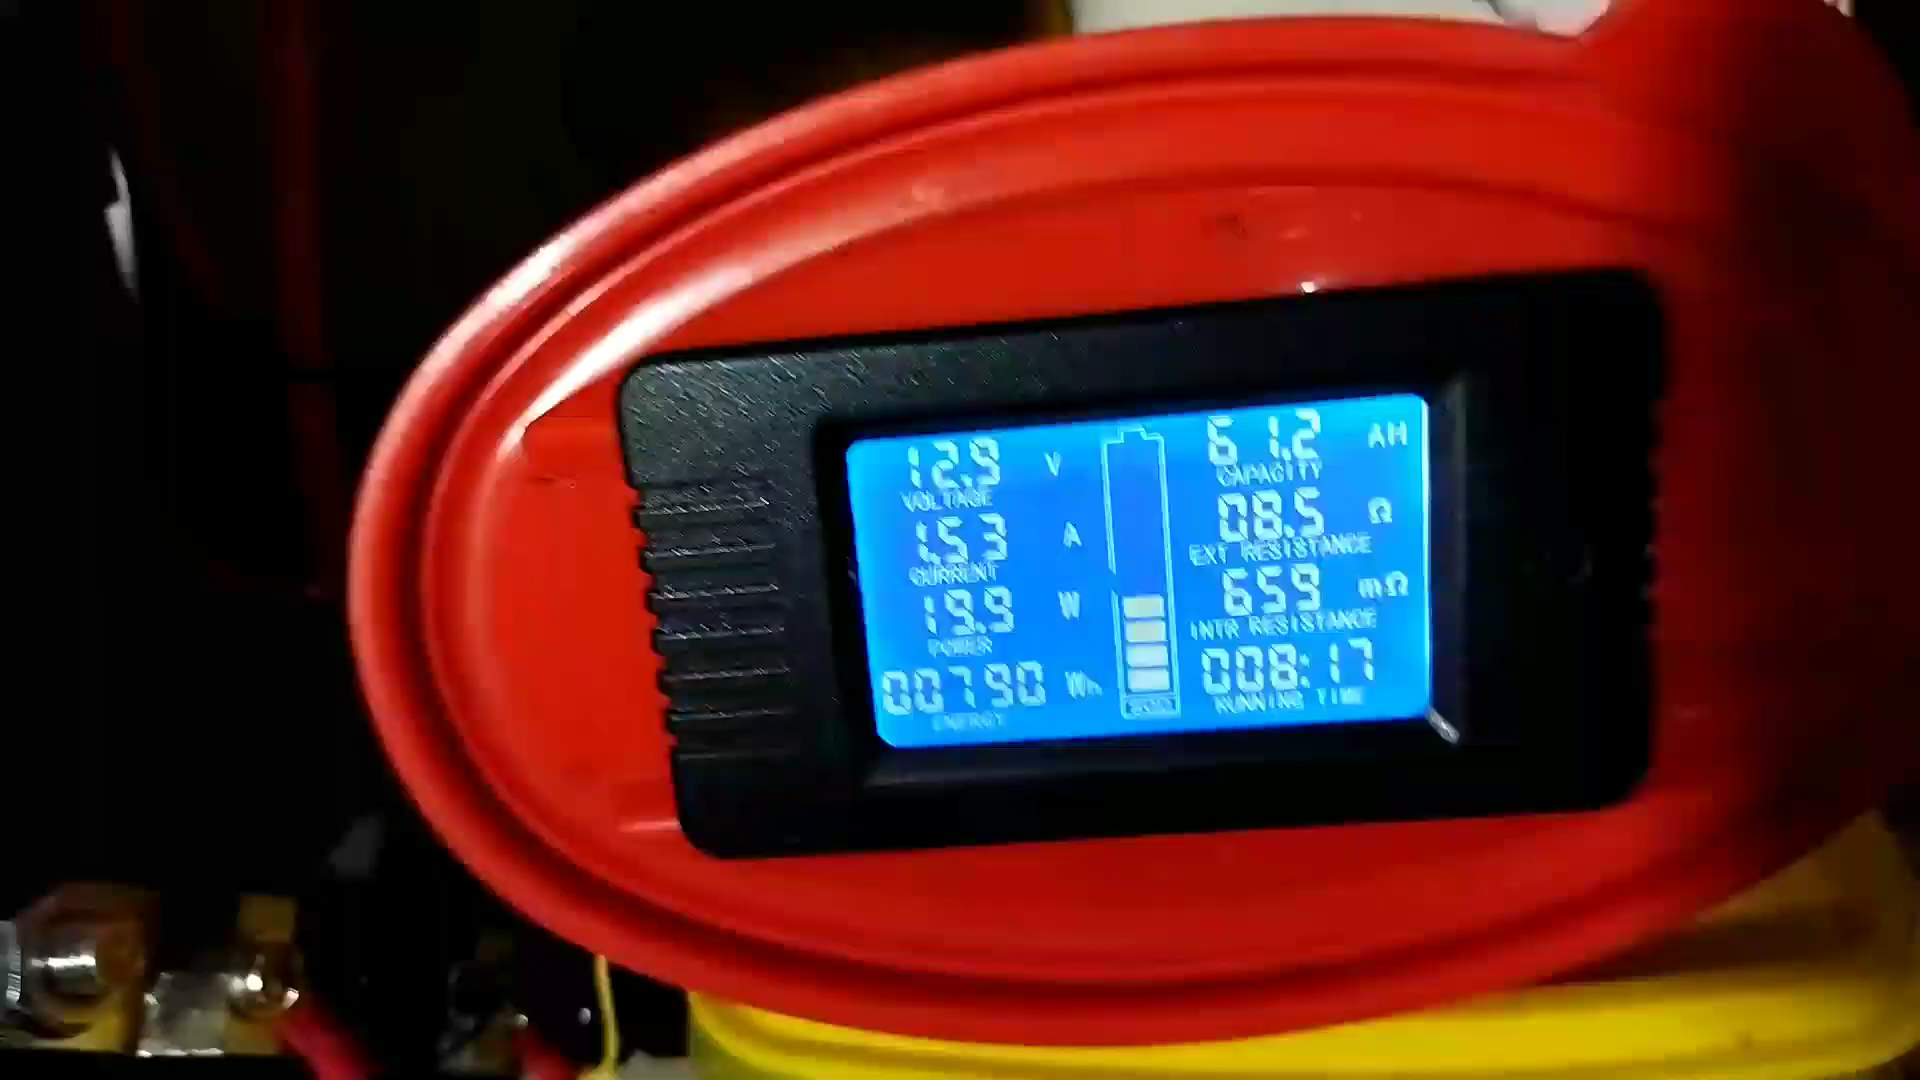 12.9 V
VOLTAGE
1.53 A
CURRENT
19.9 W
POWER
00790 Wh
ENERGY
61.2 AH
CAPACITY
08.5 Ω
EXT RESISTANCE
659 mΩ
INTR RESISTANCE
008:17
RUNNING TIME